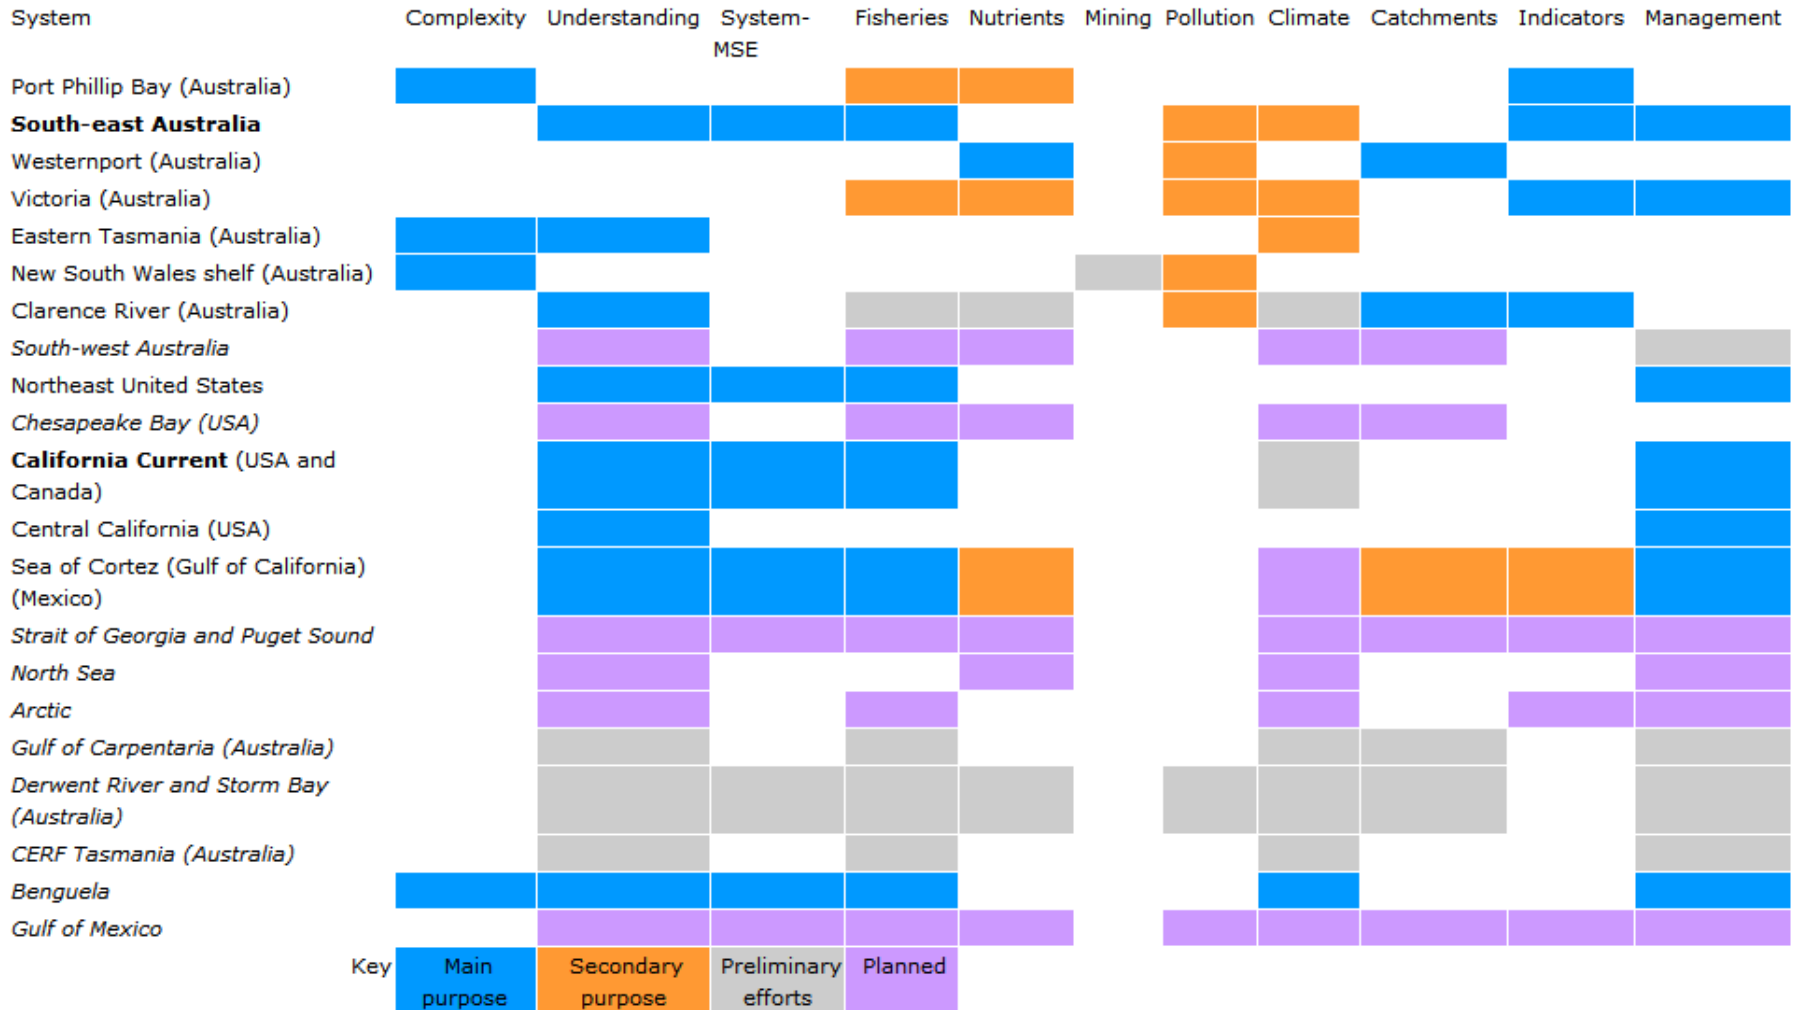 System Complexity Understanding System- Fisheries Nutrients Mining Pollution Climate Catchments Indicators Management
MSE
Port Phillip Bay (Australia)
South-east Australia
Westernport (Australia)
Victoria (Australia)
Eastern Tasmania (Australia)
New South Wales shelf (Australia)
Clarence River (Australia)
South-west Australia
Northeast United States
Chesapeake Bay (USA)
California Current (USA and
Canada)
Central California (USA)
Sea of Cortez (Gulf of California)
(Mexico)
Strait of Georgia and Puget Sound
North Sea
Arctic
Gulf of Carpentaria (Australia)
Derwent River and Storm Bay
(Australia)
CERF Tasmania (Australia)
Benguela
Gulf of Mexico
Key Main Secondary Preliminary Planned
purpose purpose efforts